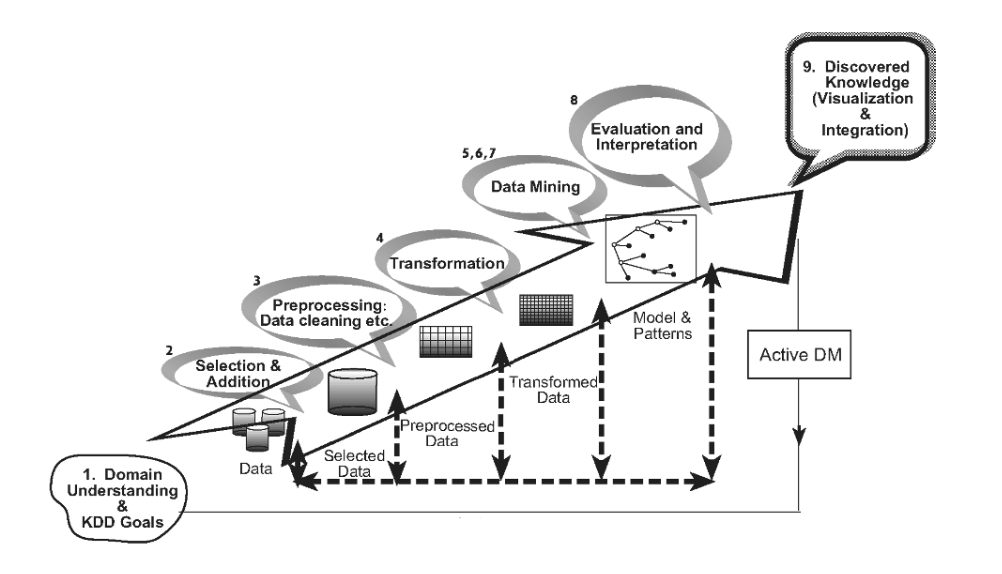 9. Discovered
Knowledge
(Visualization
&
Integration)
8
Evaluation and
Interpretation
5,6,7
Data Mining
4
Transformation
3
Preprocessing:
Data cleaning etc.
2
Selection &
Addition
Model &
Patterns
Active DM
Transformed
Data
Preprocessed
Data
Selected
Data
Data
1. Domain
Understanding
&
KDD Goals